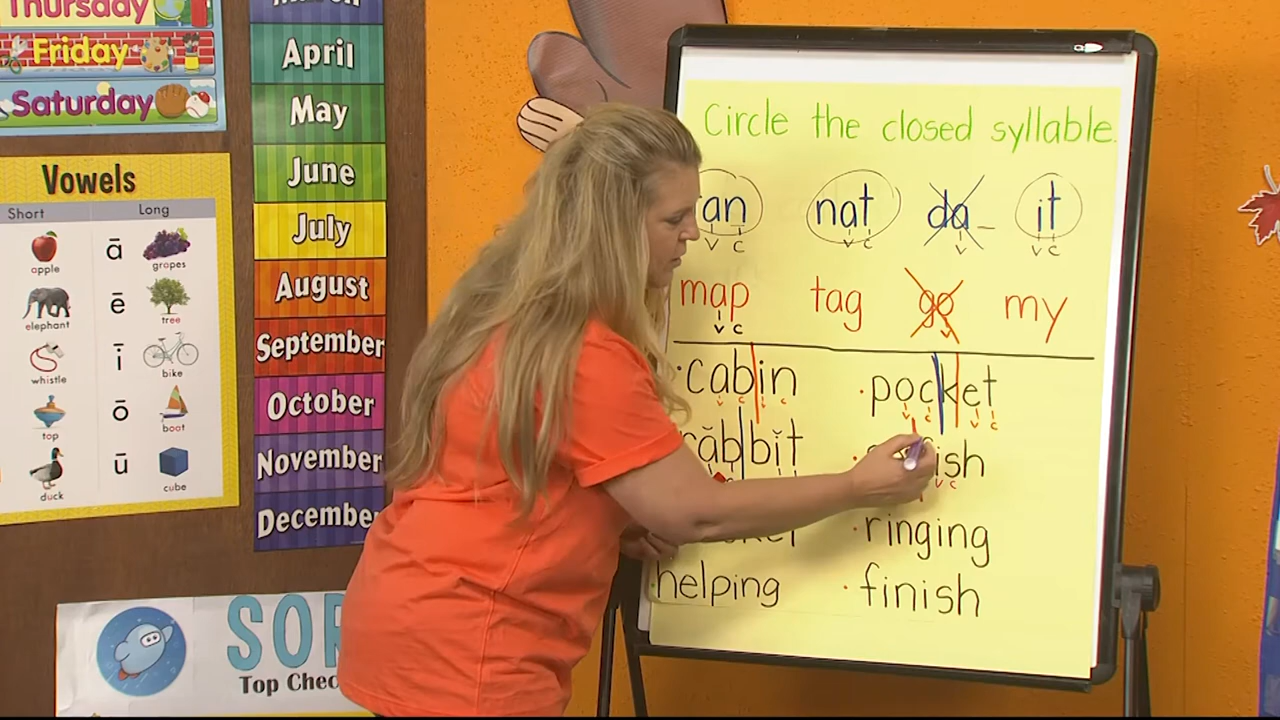 Thursday
Friday
Saturday
March
April
May
June
July
August
September
October
November
December
Vowels
Short Long
apple ā grapes
elephant ē tree
whistle ī bike
top ō boat
duck ū cube
Top Chec
Circle the closed syllable.
an nat da _ it
v c v c v v c
map tag go my
v c v
cabin pocket
v c v c v c v c
ish
v c
ringing
helping finish